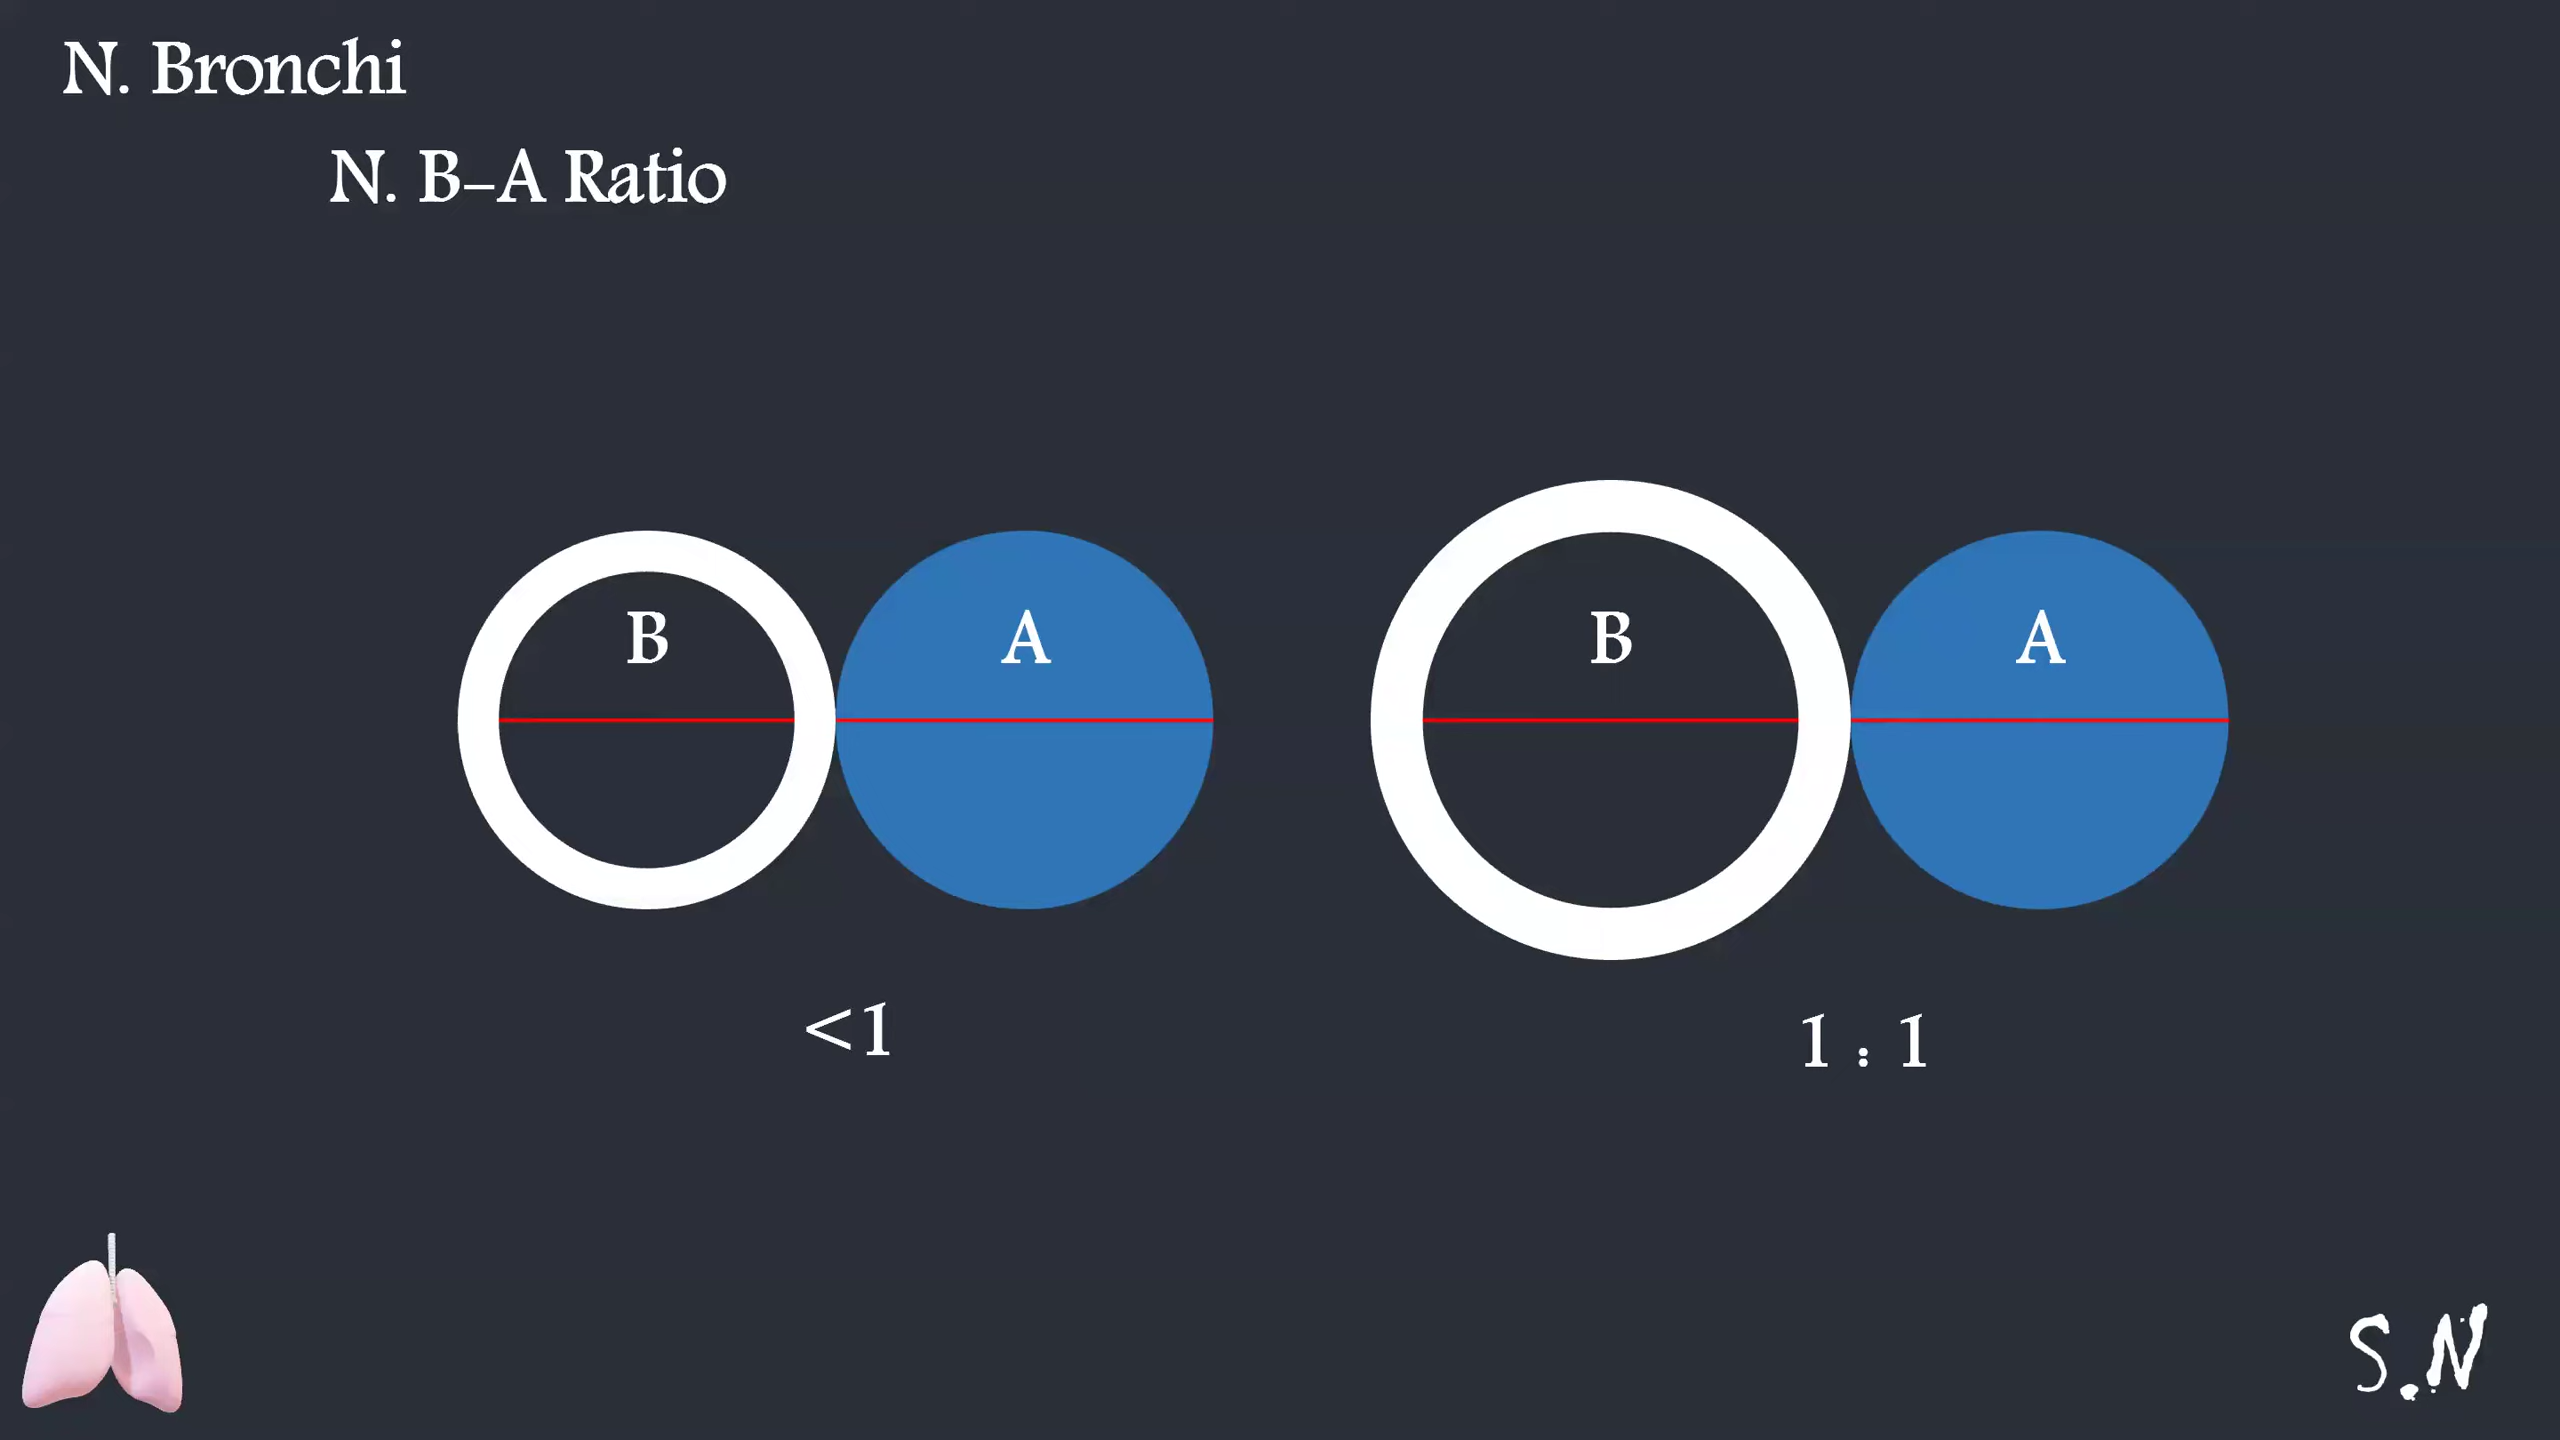 N. Bronchi
N. B–A Ratio
B
A
B
A
<1
1 : 1
S.N